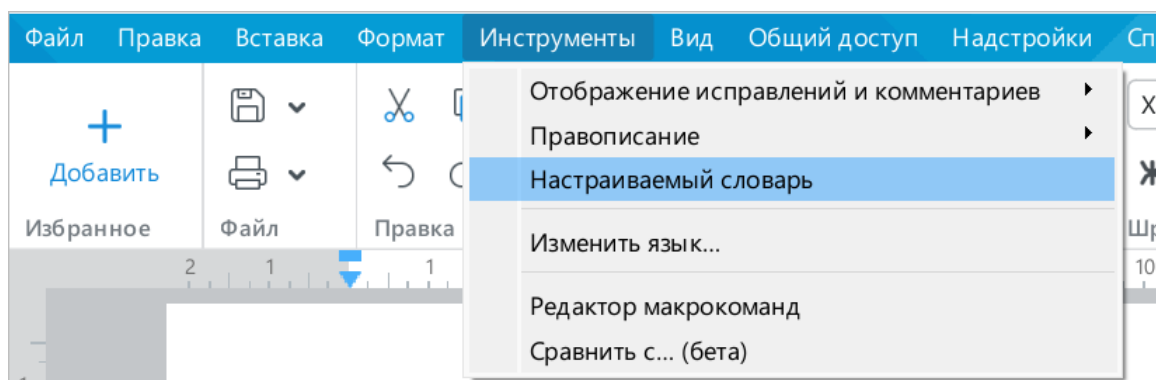 Файл Правка Вставка Формат Инструменты Вид Общий доступ Надстройки
Отображение исправлений и комментариев
Правописание
Настраиваемый словарь
Изменить язык...
Редактор макрокоманд
Сравнить с... (бета)
Добавить
Избранное Файл Правка
2 1 1 10